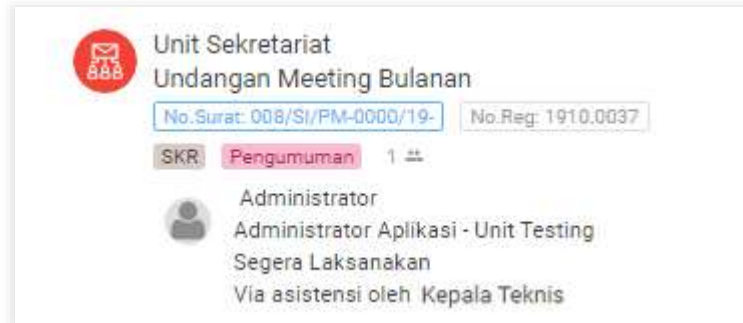 Unit Sekretariat
Undangan Meeting Bulanan
No.Surat: 008/SI/PM-0000/19- No.Reg: 1910.0037
SKR Pengumuman 1
Administrator
Administrator Aplikasi - Unit Testing
Segera Laksanakan
Via asistensi oleh Kepala Teknis